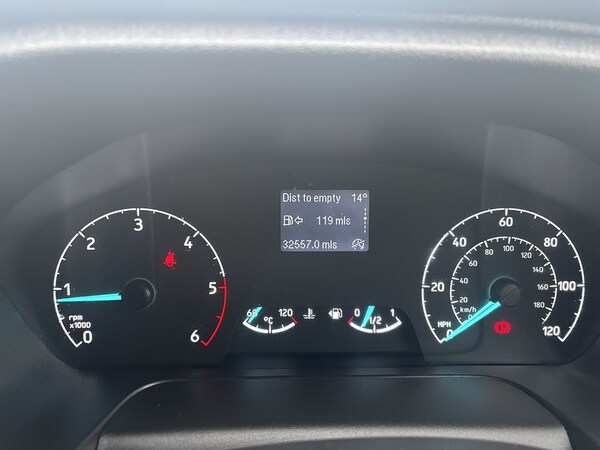 Dist to empty 14°
119 mls
32557.0 mls
0 1 2 3 4 5 6
rpm
x1000
60 °C 120
0 1/2 1
0 20 40 60 80 100 120
MPH
0 20 40 60 80 100 120 140 160 180
km/h